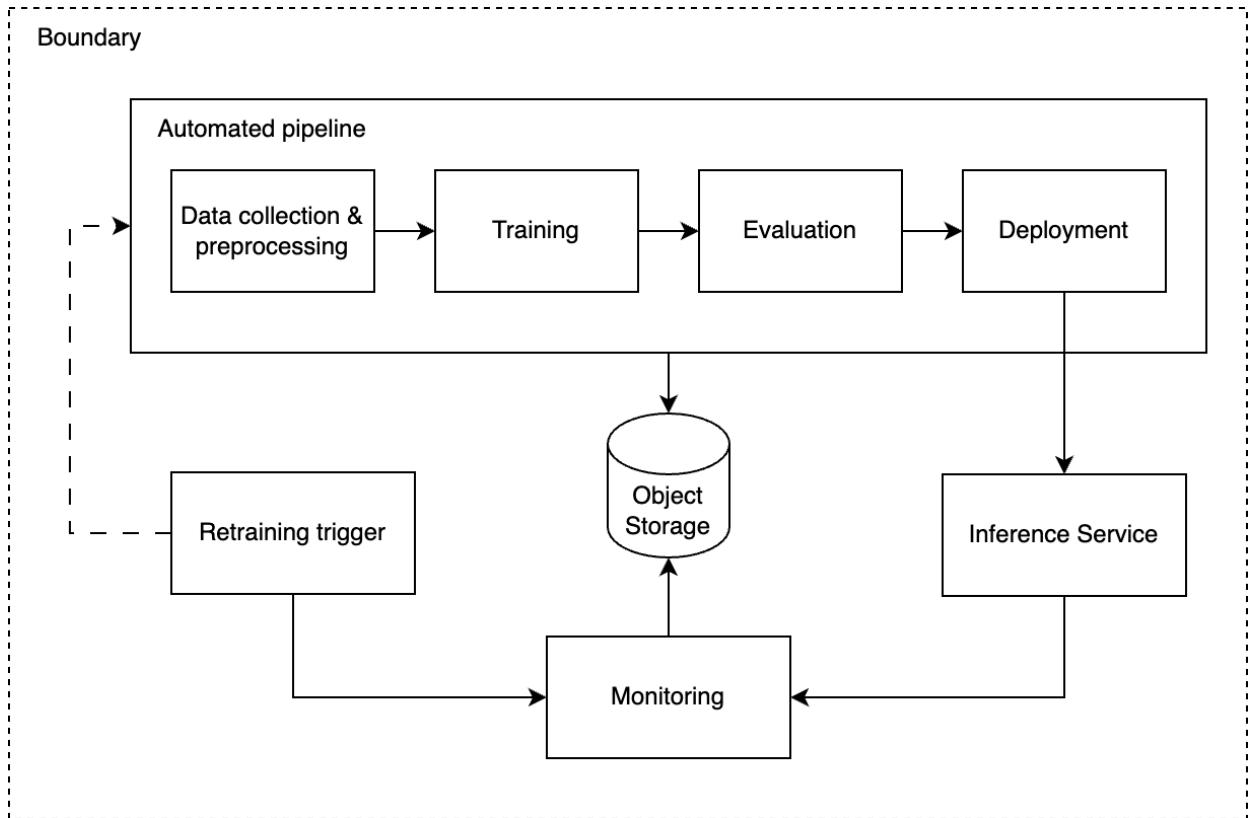 Boundary
Automated pipeline
Data collection &
preprocessing
Training
Evaluation
Deployment
Object
Storage
Retraining trigger
Inference Service
Monitoring